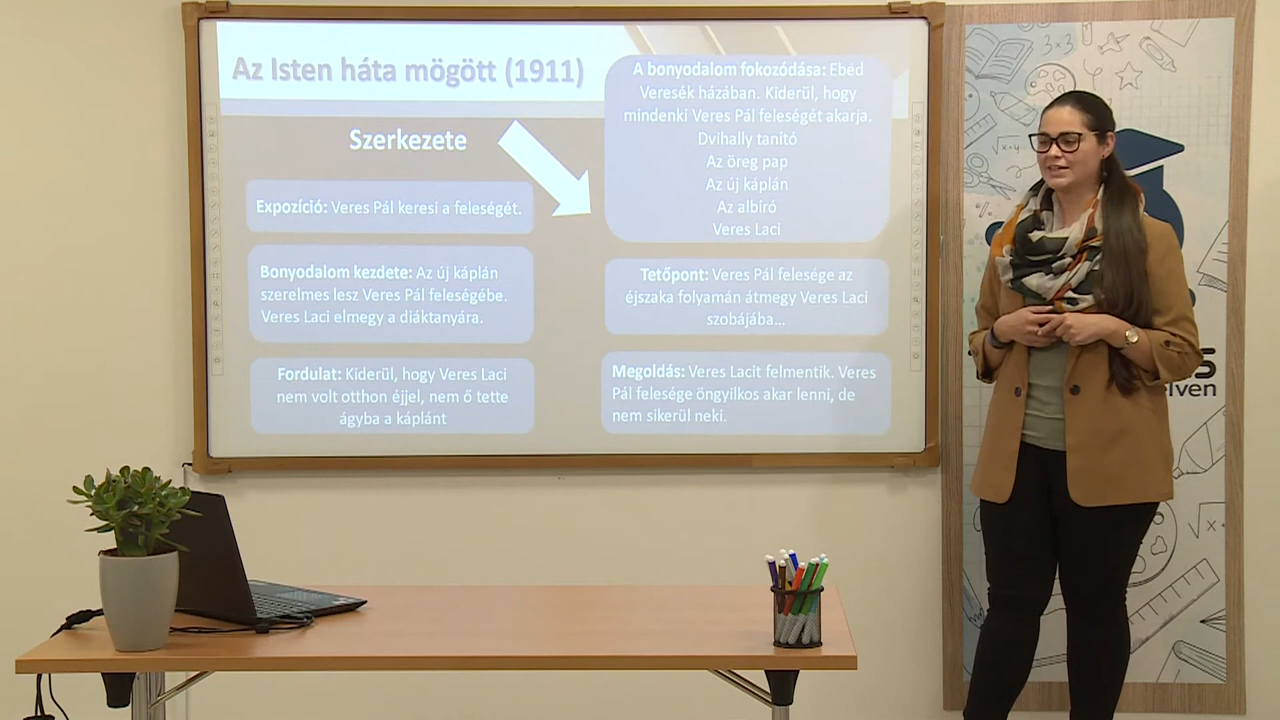 Az Isten háta mögött (1911)
Szerkezete
Expozíció: Veres Pál keresi a feleségét.
Bonyodalom kezdete: Az új káplán
szerelmes lesz Veres Pál feleségébe.
Veres Laci elmegy a diáktanyára.
Fordulat: Kiderül, hogy Veres Laci
nem volt otthon éjjel, nem ő tette
ágyba a káplánt
A bonyodalom fokozódása: Ebéd
Veresék házában. Kiderül, hogy
mindenki Veres Pál feleségét akarja.
Dvihally tanító
Az öreg pap
Az új káplán
Az albíró
Veres Laci
Tetőpont: Veres Pál felesége az
éjszaka folyamán átmegy Veres Laci
szobájába...
Megoldás: Veres Lacit felmentik. Veres
Pál felesége öngyilkos akar lenni, de
nem sikerül neki.
3×3
√x+4
%
elven
√x